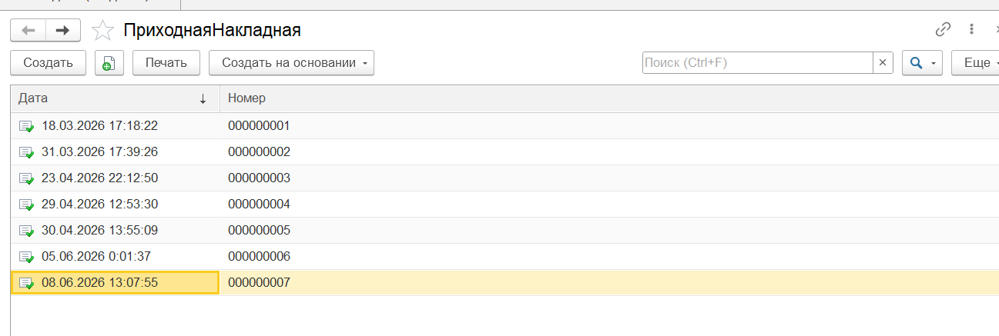 ПриходнаяНакладная
Создать Печать Создать на основании Поиск (Ctrl+F) × Еще
Дата ↓ Номер
18.03.2026 17:18:22 000000001
31.03.2026 17:39:26 000000002
23.04.2026 22:12:50 000000003
29.04.2026 12:53:30 000000004
30.04.2026 13:55:09 000000005
05.06.2026 0:01:37 000000006
08.06.2026 13:07:55 000000007